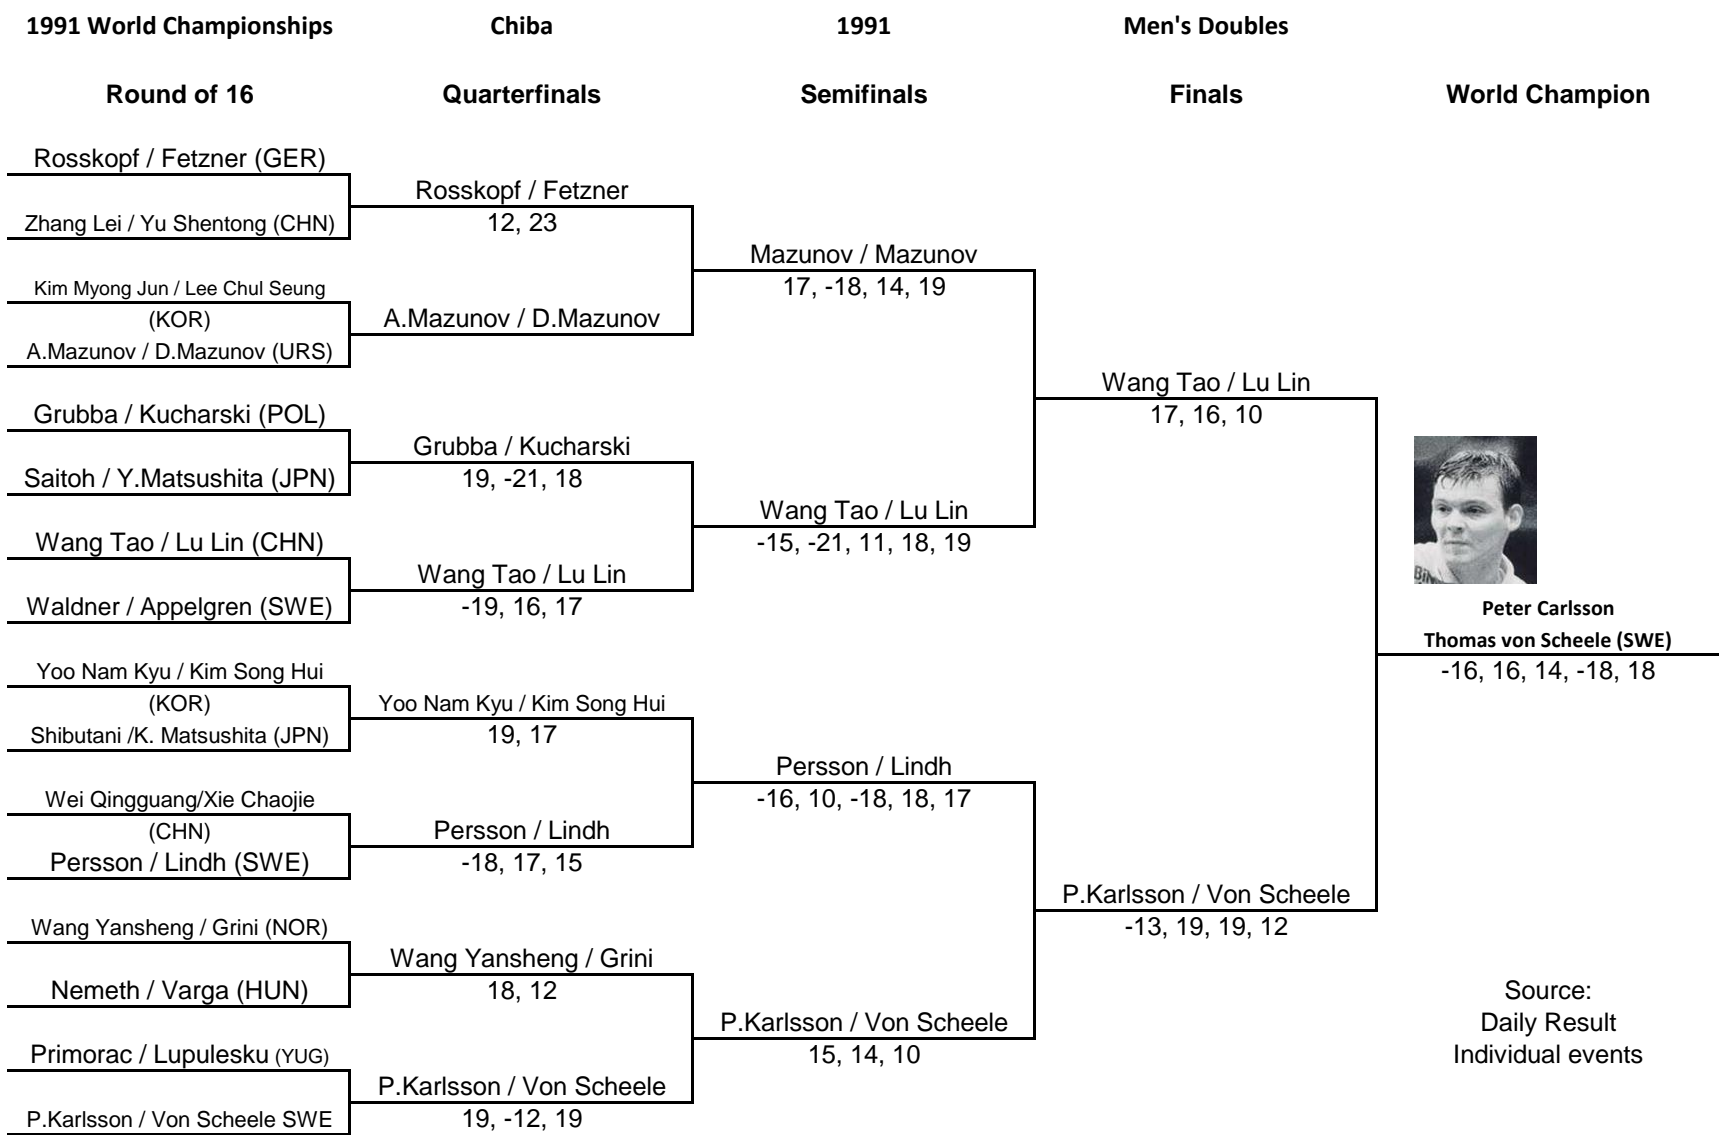 1991 World Championships
Chiba
1991
Men's Doubles
Round of 16
Quarterfinals
Semifinals
Finals
World Champion
Rosskopf / Fetzner (GER)
Zhang Lei / Yu Shentong (CHN)
Kim Myong Jun / Lee Chul Seung
(KOR)
A.Mazunov / D.Mazunov (URS)
Grubba / Kucharski (POL)
Saitoh / Y.Matsushita (JPN)
Wang Tao / Lu Lin (CHN)
Waldner / Appelgren (SWE)
Yoo Nam Kyu / Kim Song Hui
(KOR)
Shibutani /K. Matsushita (JPN)
Wei Qingguang/Xie Chaojie
(CHN)
Persson / Lindh (SWE)
Wang Yansheng / Grini (NOR)
Nemeth / Varga (HUN)
Primorac / Lupulesku (YUG)
P.Karlsson / Von Scheele SWE
Rosskopf / Fetzner
12, 23
A.Mazunov / D.Mazunov
Grubba / Kucharski
19, -21, 18
Wang Tao / Lu Lin
-19, 16, 17
Yoo Nam Kyu / Kim Song Hui
19, 17
Persson / Lindh
-18, 17, 15
Wang Yansheng / Grini
18, 12
P.Karlsson / Von Scheele
19, -12, 19
Mazunov / Mazunov
17, -18, 14, 19
Wang Tao / Lu Lin
-15, -21, 11, 18, 19
Persson / Lindh
-16, 10, -18, 18, 17
P.Karlsson / Von Scheele
15, 14, 10
Wang Tao / Lu Lin
17, 16, 10
P.Karlsson / Von Scheele
-13, 19, 19, 12
Peter Carlsson
Thomas von Scheele (SWE)
-16, 16, 14, -18, 18
Source:
Daily Result
Individual events